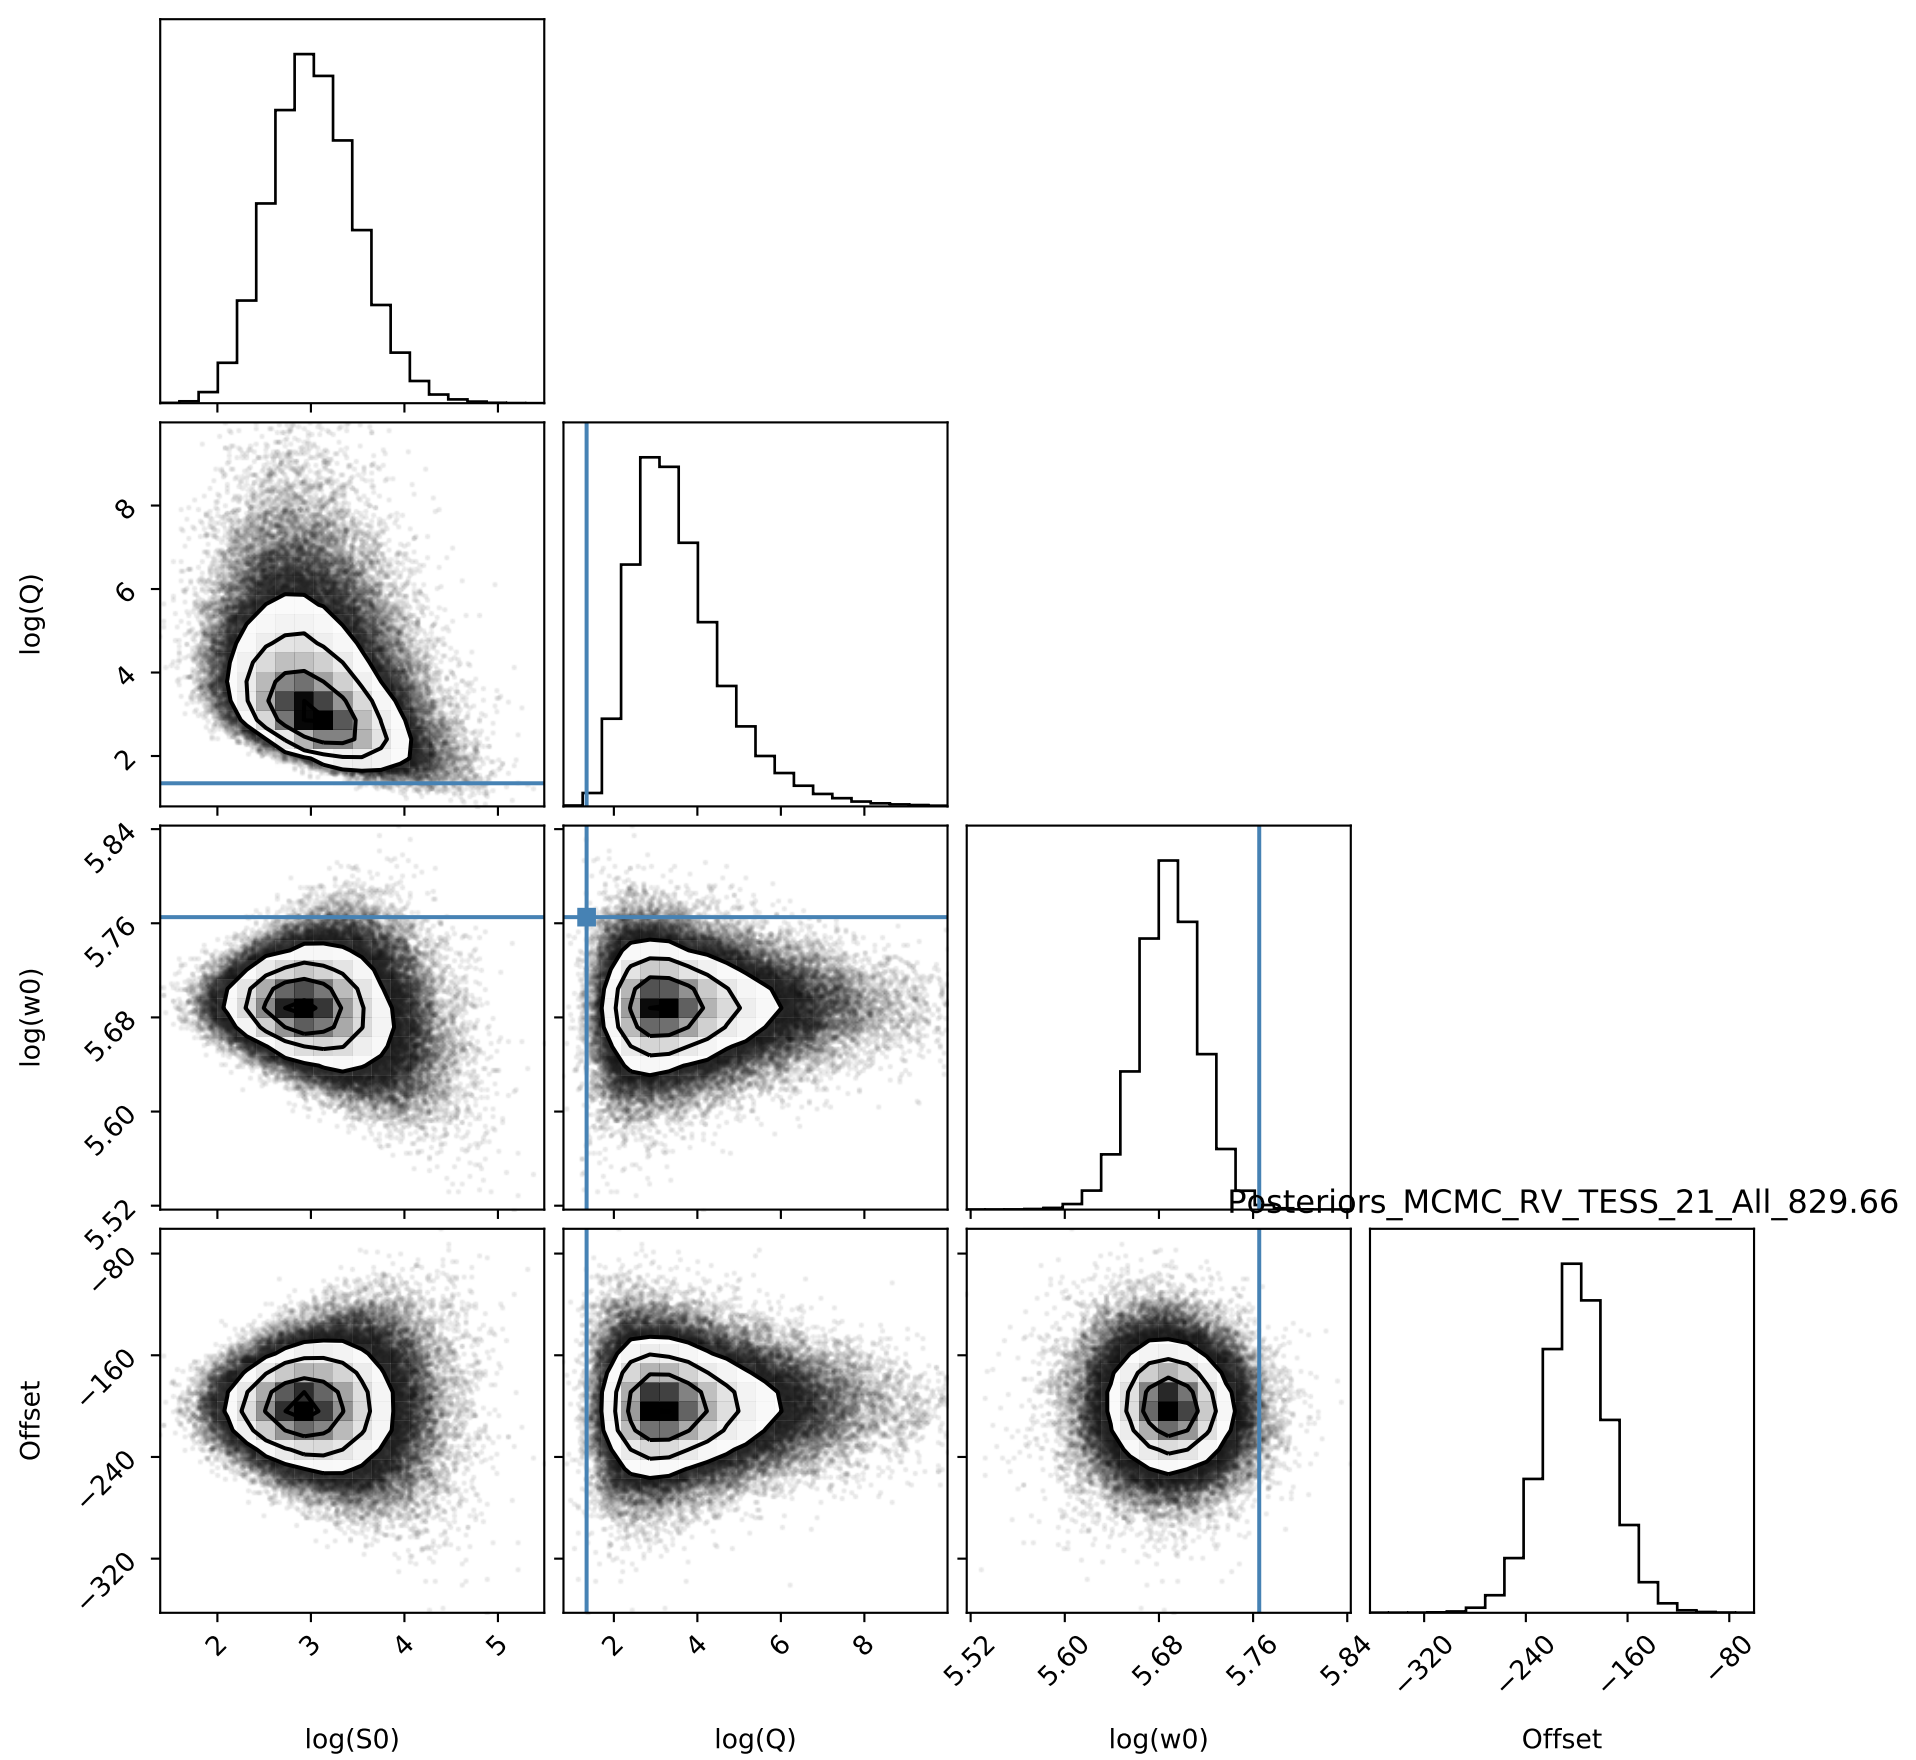 log(Q)
8
6
4
2
log(w0)
5.84
5.76
5.68
5.60
5.52
Posteriors_MCMC_RV_TESS_21_All_829.66
Offset
−80
−160
−240
−320
2 3 4 5
2 4 6 8
5.52 5.60 5.68 5.76 5.84
−320 −240 −160 −80
log(S0) log(Q) log(w0) Offset